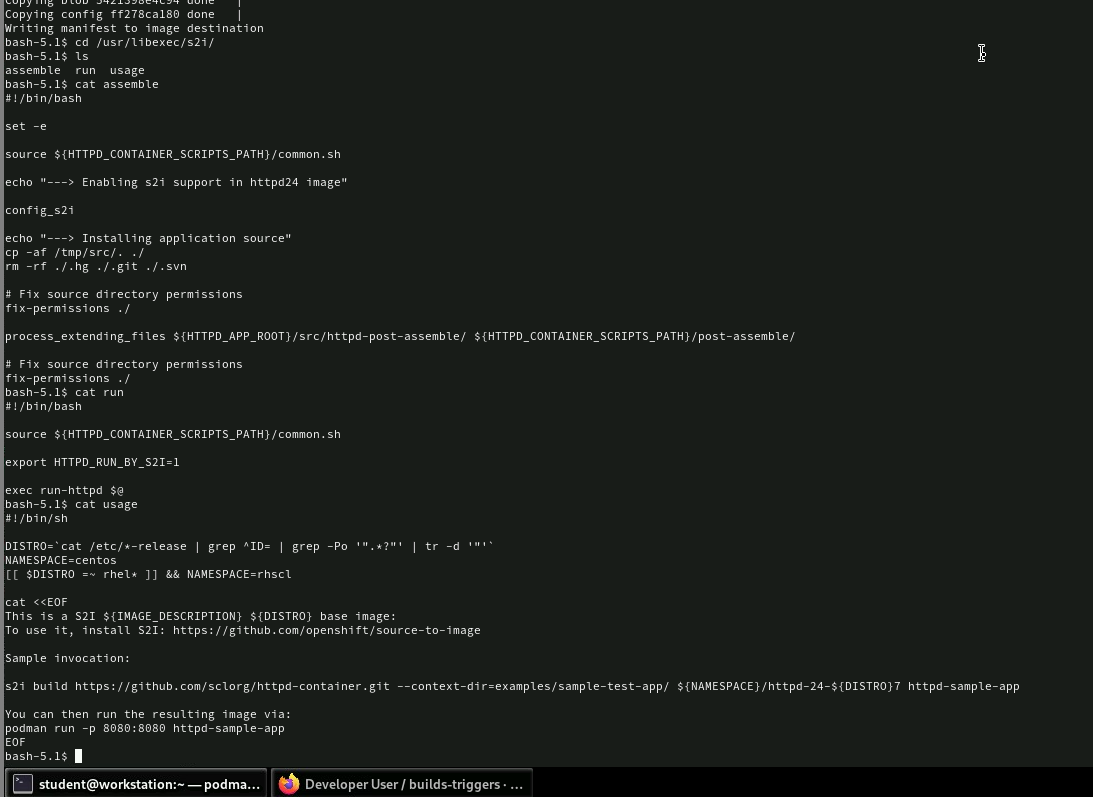 Copying blob 5421398e4c94 done   |
Copying config ff278ca180 done   |
Writing manifest to image destination
bash-5.1$ cd /usr/libexec/s2i/
bash-5.1$ ls
assemble  run  usage
bash-5.1$ cat assemble
#!/bin/bash
set -e
source ${HTTPD_CONTAINER_SCRIPTS_PATH}/common.sh
echo "---> Enabling s2i support in httpd24 image"
config_s2i
echo "---> Installing application source"
cp -af /tmp/src/. ./
rm -rf ./.hg ./.git ./.svn
# Fix source directory permissions
fix-permissions ./
process_extending_files ${HTTPD_APP_ROOT}/src/httpd-post-assemble/ ${HTTPD_CONTAINER_SCRIPTS_PATH}/post-assemble/
# Fix source directory permissions
fix-permissions ./
bash-5.1$ cat run
#!/bin/bash
source ${HTTPD_CONTAINER_SCRIPTS_PATH}/common.sh
export HTTPD_RUN_BY_S2I=1
exec run-httpd $@
bash-5.1$ cat usage
#!/bin/sh
DISTRO=`cat /etc/*-release | grep ^ID= | grep -Po '".*?"' | tr -d '"'`
NAMESPACE=centos
[[ $DISTRO =~ rhel* ]] && NAMESPACE=rhscl
cat <<EOF
This is a S2I ${IMAGE_DESCRIPTION} ${DISTRO} base image:
To use it, install S2I: https://github.com/openshift/source-to-image
Sample invocation:
s2i build https://github.com/sclorg/httpd-container.git --context-dir=examples/sample-test-app/ ${NAMESPACE}/httpd-24-${DISTRO}7 httpd-sample-app
You can then run the resulting image via:
podman run -p 8080:8080 httpd-sample-app
EOF
bash-5.1$
student@workstation:~ — podma...
Developer User / builds-triggers · ...